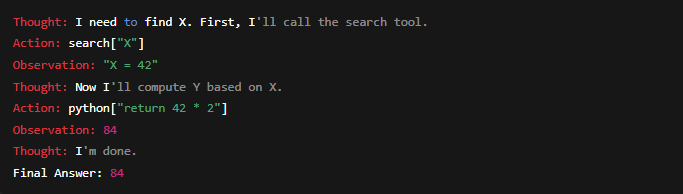 Thought: I need to find X. First, I'll call the search tool.
Action: search["X"]
Observation: "X = 42"
Thought: Now I'll compute Y based on X.
Action: python["return 42 * 2"]
Observation: 84
Thought: I'm done.
Final Answer: 84